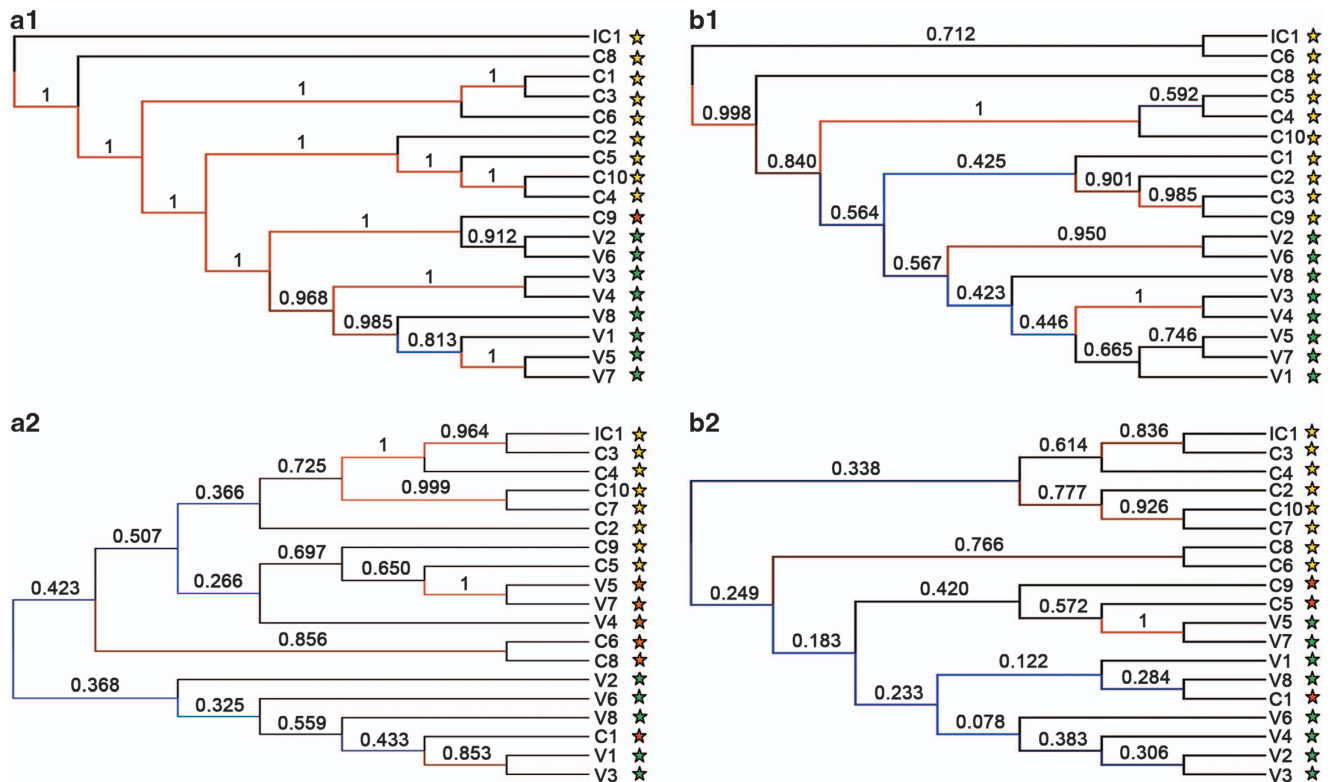 a1
IC1
C8
1
C1
1
C3
1
C6
1
C2
1
C5
1
1
C10
1
C4
1
C9
1
0.912
V2
V6
1
V3
0.968
1
V4
0.985
V8
0.813
V1
1
V5
V7
b1
0.712
IC1
C6
C8
0.998
0.592
C5
1
C4
C10
0.840
0.425
C1
0.901
C2
0.985
C3
C9
0.564
0.950
V2
V6
0.567
V8
0.423
1
V3
V4
0.446
0.746
V5
0.665
V7
V1
a2
0.964
IC1
1
C3
0.725
C4
0.999
C10
C7
0.366
C2
0.507
0.697
C9
0.650
C5
0.266
1
V5
V7
0.423
V4
0.856
C6
C8
0.368
V2
0.325
V6
0.559
V8
0.433
C1
0.853
V1
V3
b2
0.836
IC1
0.614
C3
0.338
C4
0.777
C2
0.926
C10
C7
0.766
C8
C6
0.249
0.420
C9
0.572
C5
1
V5
V7
0.183
0.122
V1
0.284
V8
C1
0.233
V6
0.078
0.383
V4
0.306
V2
V3